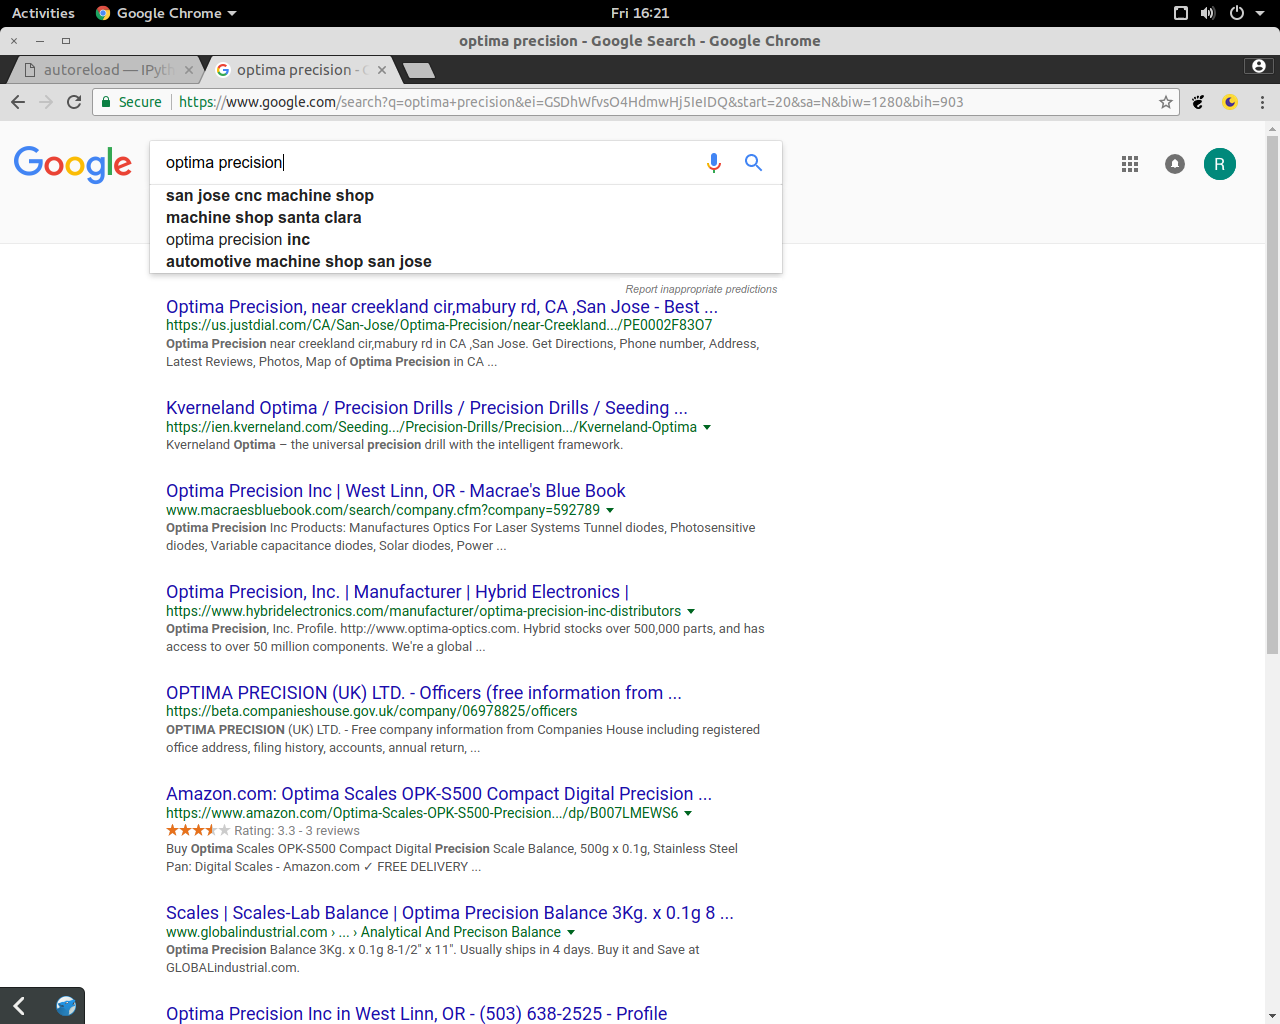 Activities Google Chrome Fri 16:21
optima precision - Google Search - Google Chrome
autoreload — IPyth optima precision - G
Secure https://www.google.com/search?q=optima+precision&ei=GSDhWfvsO4HdmwHj5IeIDQ&start=20&sa=N&biw=1280&bih=903
Google optima precision R
san jose cnc machine shop
machine shop santa clara
optima precision inc
automotive machine shop san jose
Report inappropriate predictions
Optima Precision, near creekland cir,mabury rd, CA ,San Jose - Best ...
https://us.justdial.com/CA/San-Jose/Optima-Precision/near-Creekland.../PE0002F83O7
Optima Precision near creekland cir,mabury rd in CA ,San Jose. Get Directions, Phone number, Address,
Latest Reviews, Photos, Map of Optima Precision in CA ...
Kverneland Optima / Precision Drills / Precision Drills / Seeding ...
https://ien.kverneland.com/Seeding.../Precision-Drills/Precision.../Kverneland-Optima
Kverneland Optima – the universal precision drill with the intelligent framework.
Optima Precision Inc | West Linn, OR - Macrae's Blue Book
www.macraesbluebook.com/search/company.cfm?company=592789
Optima Precision Inc Products: Manufactures Optics For Laser Systems Tunnel diodes, Photosensitive
diodes, Variable capacitance diodes, Solar diodes, Power ...
Optima Precision, Inc. | Manufacturer | Hybrid Electronics |
https://www.hybridelectronics.com/manufacturer/optima-precision-inc-distributors
Optima Precision, Inc. Profile. http://www.optima-optics.com. Hybrid stocks over 500,000 parts, and has
access to over 50 million components. We're a global ...
OPTIMA PRECISION (UK) LTD. - Officers (free information from ...
https://beta.companieshouse.gov.uk/company/06978825/officers
OPTIMA PRECISION (UK) LTD. - Free company information from Companies House including registered
office address, filing history, accounts, annual return, ...
Amazon.com: Optima Scales OPK-S500 Compact Digital Precision ...
https://www.amazon.com/Optima-Scales-OPK-S500-Precision.../dp/B007LMEWS6
Rating: 3.3 - 3 reviews
Buy Optima Scales OPK-S500 Compact Digital Precision Scale Balance, 500g x 0.1g, Stainless Steel
Pan: Digital Scales - Amazon.com ✓ FREE DELIVERY ...
Scales | Scales-Lab Balance | Optima Precision Balance 3Kg. x 0.1g 8 ...
www.globalindustrial.com › ... › Analytical And Precison Balance
Optima Precision Balance 3Kg. x 0.1g 8-1/2" x 11". Usually ships in 4 days. Buy it and Save at
GLOBALindustrial.com.
Optima Precision Inc in West Linn, OR - (503) 638-2525 - Profile